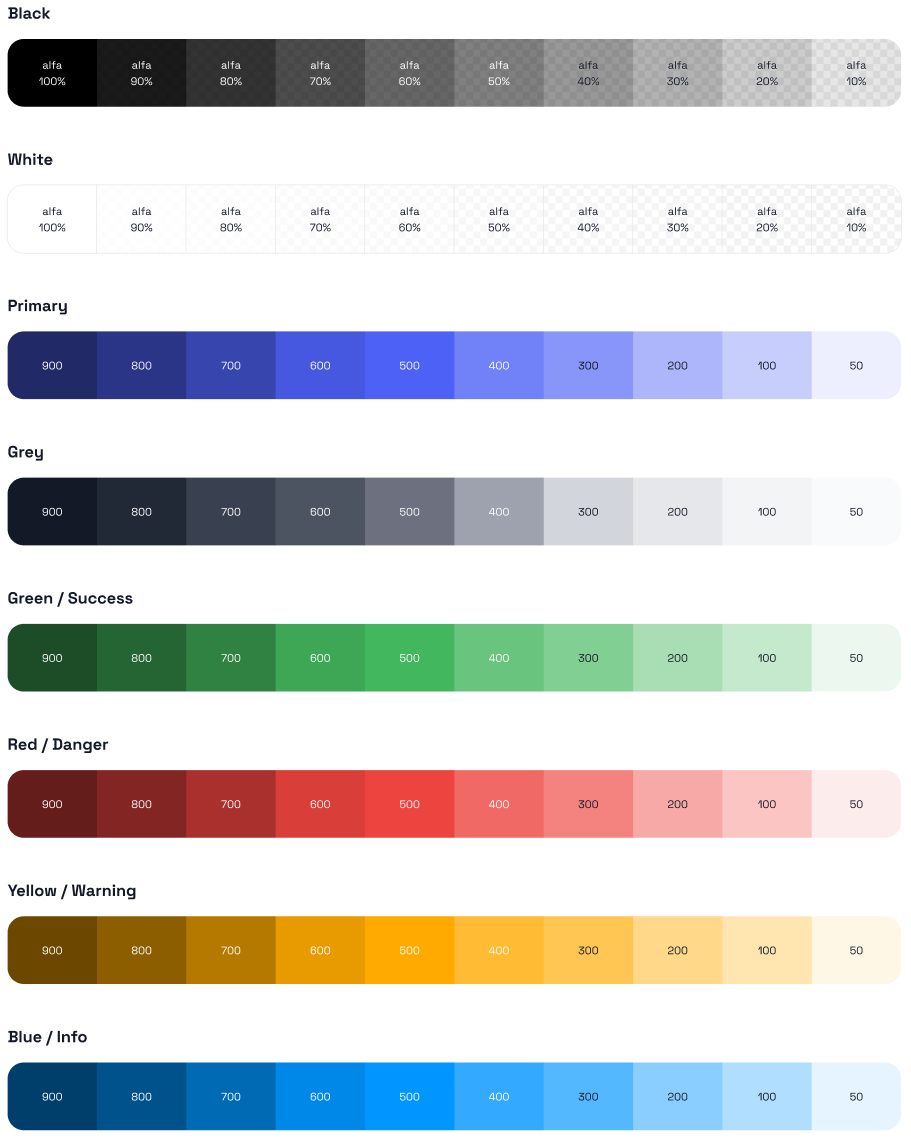 Black
alfa alfa alfa alfa alfa alfa alfa alfa alfa alfa
100% 90% 80% 70% 60% 50% 40% 30% 20% 10%
White
alfa alfa alfa alfa alfa alfa alfa alfa alfa alfa
100% 90% 80% 70% 60% 50% 40% 30% 20% 10%
Primary
900 800 700 600 500 400 300 200 100 50
Grey
900 800 700 600 500 400 300 200 100 50
Green / Success
900 800 700 600 500 400 300 200 100 50
Red / Danger
900 800 700 600 500 400 300 200 100 50
Yellow / Warning
900 800 700 600 500 400 300 200 100 50
Blue / Info
900 800 700 600 500 400 300 200 100 50